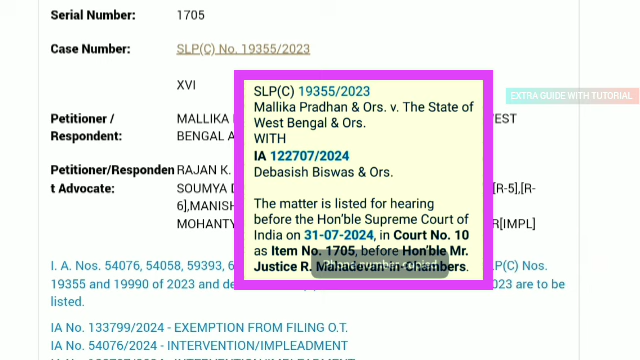 Serial Number: 1705
Case Number: SLP(C) No. 19355/2023
XVI
Petitioner / Respondent: MALLIKA
BENGAL
Petitioner/Respondent Advocate: RAJAN K.
SOUMYA [R-5],[R-
6],MANISH
MOHANTY R[IMPL]
EXTRA GUIDE WITH TUTORIAL
SLP(C) 19355/2023
Mallika Pradhan & Ors. v. The State of
West Bengal & Ors.
WITH
IA 122707/2024
Debasish Biswas & Ors.
The matter is listed for hearing
before the Hon'ble Supreme Court of
India on 31-07-2024, in Court No. 10
as Item No. 1705, before Hon'ble Mr.
Justice R. Mahadevan-in-Chambers.
I. A. Nos. 54076, 54058, 59393, SLP(C) Nos.
19355 and 19990 of 2023 and 2023 are to be
listed.
IA No. 133799/2024 - EXEMPTION FROM FILING O.T.
IA No. 54076/2024 - INTERVENTION/IMPLEADMENT